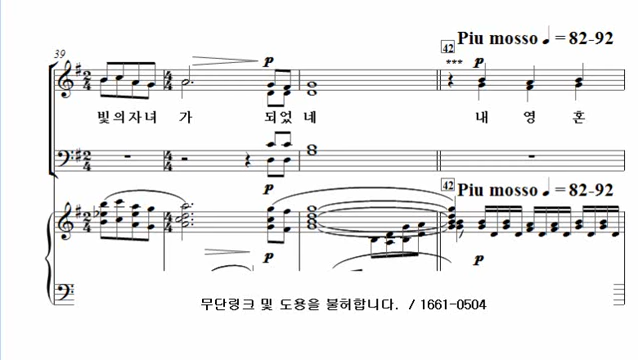 39
42 Piu mosso ♩ = 82-92
p *** p
빛의자녀 가 되었네 내 영 혼
p
42 Piu mosso ♩ = 82-92
p
무단링크 및 도용을 불허합니다. / 1661-0504